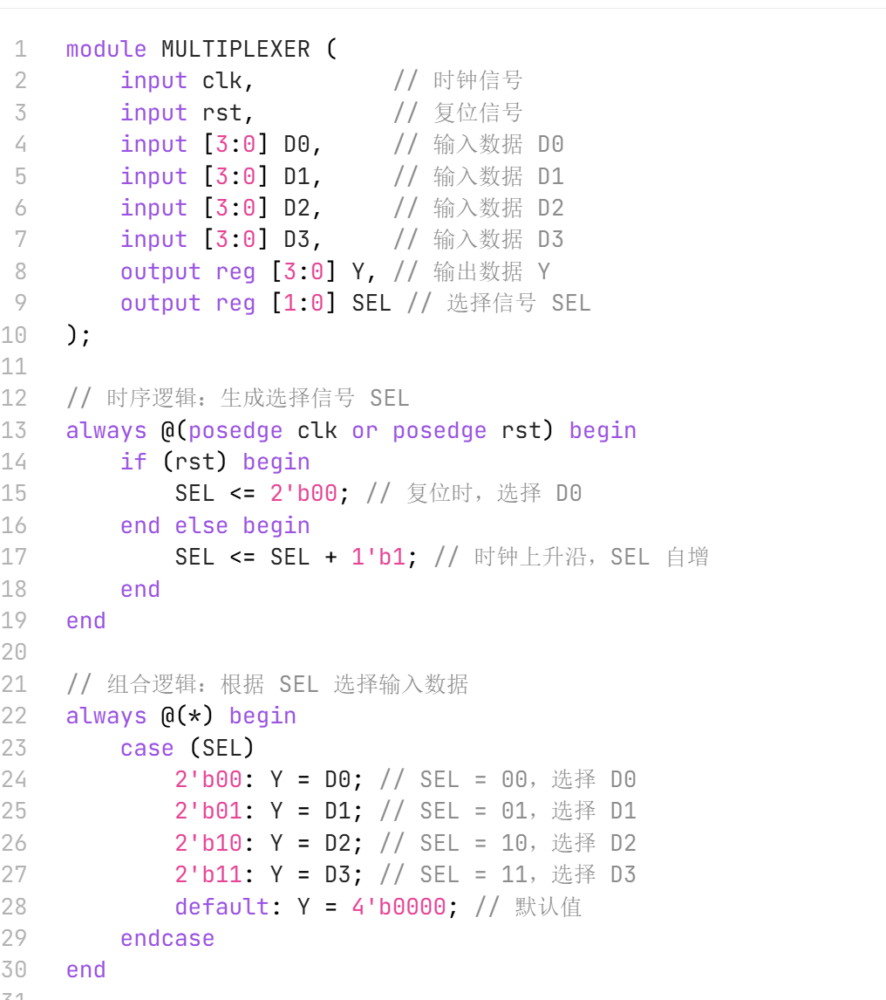 1 module MULTIPLEXER (
2 input clk, // 时钟信号
3 input rst, // 复位信号
4 input [3:0] D0, // 输入数据 D0
5 input [3:0] D1, // 输入数据 D1
6 input [3:0] D2, // 输入数据 D2
7 input [3:0] D3, // 输入数据 D3
8 output reg [3:0] Y, // 输出数据 Y
9 output reg [1:0] SEL // 选择信号 SEL
10 );
11
12 // 时序逻辑：生成选择信号 SEL
13 always @(posedge clk or posedge rst) begin
14 if (rst) begin
15 SEL <= 2'b00; // 复位时，选择 D0
16 end else begin
17 SEL <= SEL + 1'b1; // 时钟上升沿，SEL 自增
18 end
19 end
20
21 // 组合逻辑：根据 SEL 选择输入数据
22 always @(*) begin
23 case (SEL)
24 2'b00: Y = D0; // SEL = 00，选择 D0
25 2'b01: Y = D1; // SEL = 01，选择 D1
26 2'b10: Y = D2; // SEL = 10，选择 D2
27 2'b11: Y = D3; // SEL = 11，选择 D3
28 default: Y = 4'b0000; // 默认值
29 endcase
30 end
31